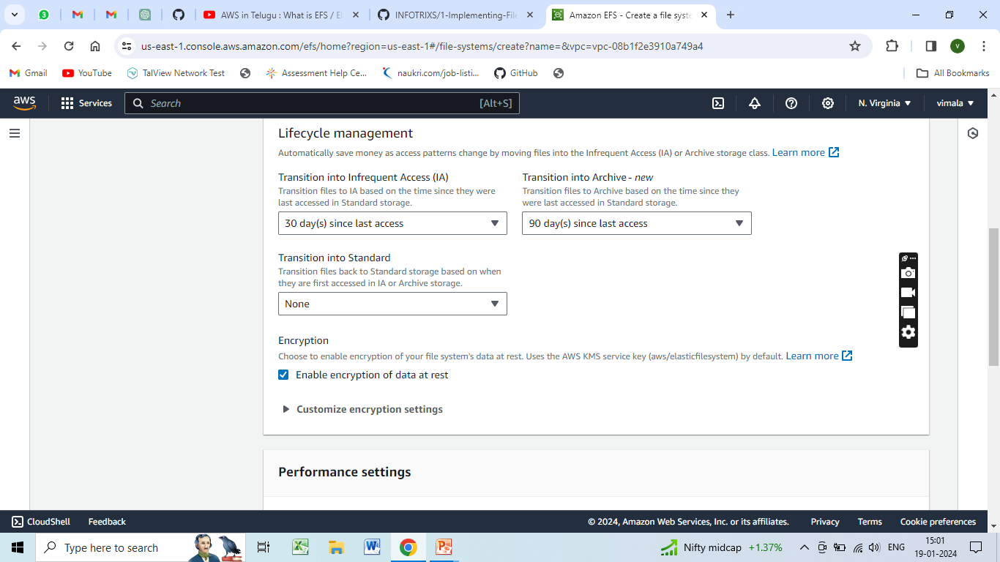 3
AWS in Telugu : What is EFS / El
INFOTRIXS/1-Implementing-File
Amazon EFS - Create a file syste
us-east-1.console.aws.amazon.com/efs/home?region=us-east-1#/file-systems/create?name=&vpc=vpc-08b1f2e3910a749a4
V
Gmail
YouTube
TalView Network Test
Assessment Help Ce...
naukri.com/job-listi...
GitHub
All Bookmarks
aws
Services
Search
[Alt+S]
N. Virginia
vimala
Lifecycle management
Automatically save money as access patterns change by moving files into the Infrequent Access (IA) or Archive storage class. Learn more
Transition into Infrequent Access (IA)
Transition files to IA based on the time since they were
last accessed in Standard storage.
30 day(s) since last access
Transition into Archive - new
Transition files to Archive based on the time since they
were last accessed in Standard storage.
90 day(s) since last access
Transition into Standard
Transition files back to Standard storage based on when
they are first accessed in IA or Archive storage.
None
Encryption
Choose to enable encryption of your file system's data at rest. Uses the AWS KMS service key (aws/elasticfilesystem) by default. Learn more
Enable encryption of data at rest
Customize encryption settings
Performance settings
CloudShell
Feedback
© 2024, Amazon Web Services, Inc. or its affiliates.
Privacy
Terms
Cookie preferences
Type here to search
Nifty midcap +1.37%
ENG
15:01
19-01-2024